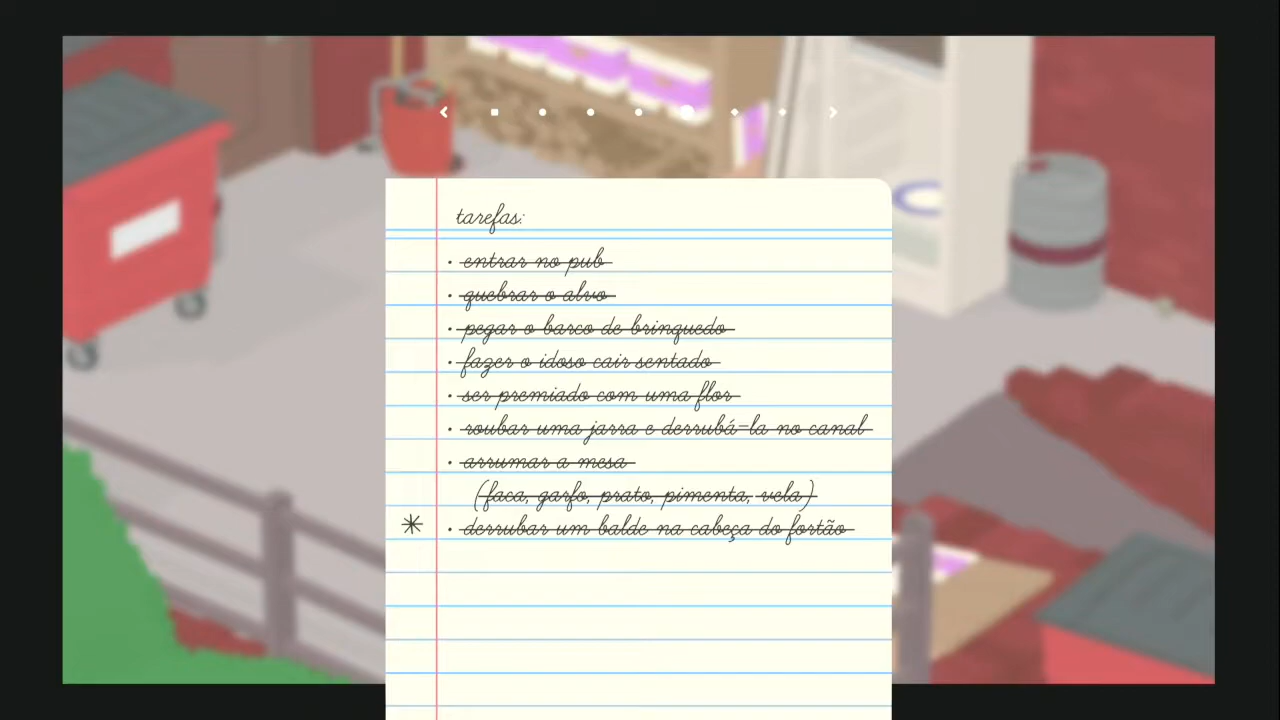 tarefas:
• entrar no pub
• quebrar o alvo
• pegar o barco de brinquedo
• fazer o idoso cair sentado
• ser premiado com uma flor
• roubar uma jarra e derrubá-la no canal
• arrumar a mesa
(faca, garfo, prato, pimenta, vela)
• derrubar um balde na cabeça do fortão